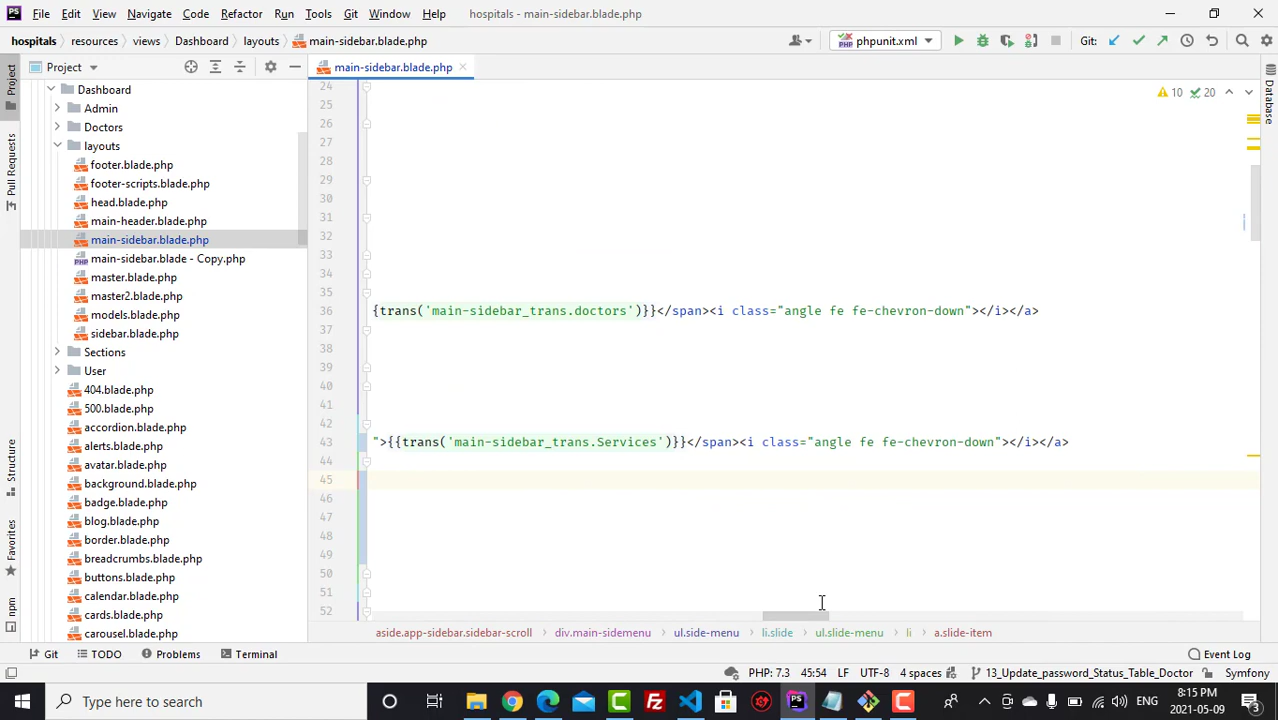 File Edit View Navigate Code Refactor Run Tools Git Window Help hospitals - main-sidebar.blade.php
hospitals resources views Dashboard layouts main-sidebar.blade.php phpunit.xml Git:
Project main-sidebar.blade.php
Dashboard
Admin
Doctors
layouts
footer.blade.php
footer-scripts.blade.php
head.blade.php
main-header.blade.php
main-sidebar.blade.php
main-sidebar.blade - Copy.php
master.blade.php
master2.blade.php
models.blade.php
sidebar.blade.php
Sections
User
404.blade.php
500.blade.php
accordion.blade.php
alerts.blade.php
avatar.blade.php
background.blade.php
badge.blade.php
blog.blade.php
border.blade.php
breadcrumbs.blade.php
buttons.blade.php
calendar.blade.php
cards.blade.php
carousel.blade.php
Project
Pull Requests
Structure
Favorites
npm
10 20
24
25
26
27
28
29
30
31
32
33
34
35
36 {trans('main-sidebar_trans.doctors')}}</span><i class="angle fe fe-chevron-down"></i></a>
37
38
39
40
41
42
43 ">{{trans('main-sidebar_trans.Services')}}</span><i class="angle fe fe-chevron-down"></i></a>
44
45
46
47
48
49
50
51
52
Database
aside.app-sidebar.sidebar-scroll div.main-sidemenu ul.side-menu li.slide ul.slide-menu li a.slide-item
Git TODO Problems Terminal Event Log
PHP: 7.3 45:54 LF UTF-8 4 spaces 13_Update_password_Status_Table_Doctor Symfony
Type here to search
ENG
8:15 PM
2021-05-09
3